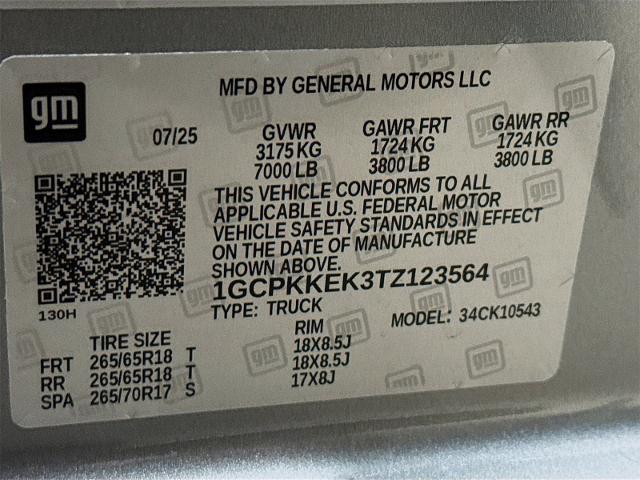 gm
MFD BY GENERAL MOTORS LLC
07/25
GVWR
3175 KG
7000 LB
GAWR FRT
1724 KG
3800 LB
GAWR RR
1724 KG
3800 LB
THIS VEHICLE CONFORMS TO ALL
APPLICABLE U.S. FEDERAL MOTOR
VEHICLE SAFETY STANDARDS IN EFFECT
ON THE DATE OF MANUFACTURE
SHOWN ABOVE.
130H
1GCPKKEK3TZ123564
TYPE: TRUCK
MODEL: 34CK10543
TIRE SIZE
RIM
FRT 265/65R18 T 18X8.5J
RR 265/65R18 T 18X8.5J
SPA 265/70R17 S 17X8J